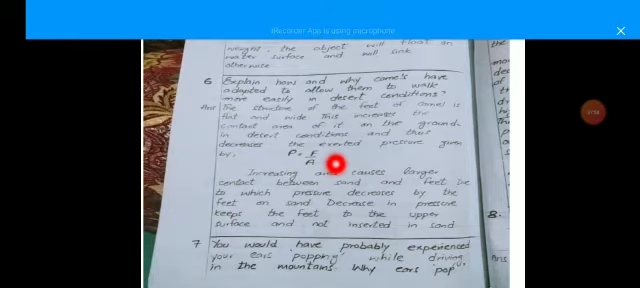 iRecorder App is using microphone
weight, the object will float on
water surface and will sink
otherwise
6 Explain how and why camels have
adapted to allow them to walk
more easily in desert conditions?
Ans The structure of the feet of camel is
flat and wide This increases the
contact area of it on the ground
in desert conditions and thus
decreases the exerted pressure given
by: P = F
A
Increasing area causes larger
contact between sand and feet due
to which pressure decreases by the
feet on sand Decrease in pressure
keeps the feet to the upper
surface and not inserted in sand
7 You would have probably experienced
your ears 'popping' while driving
in the mountains. Why ears 'pop'
8.
Ans